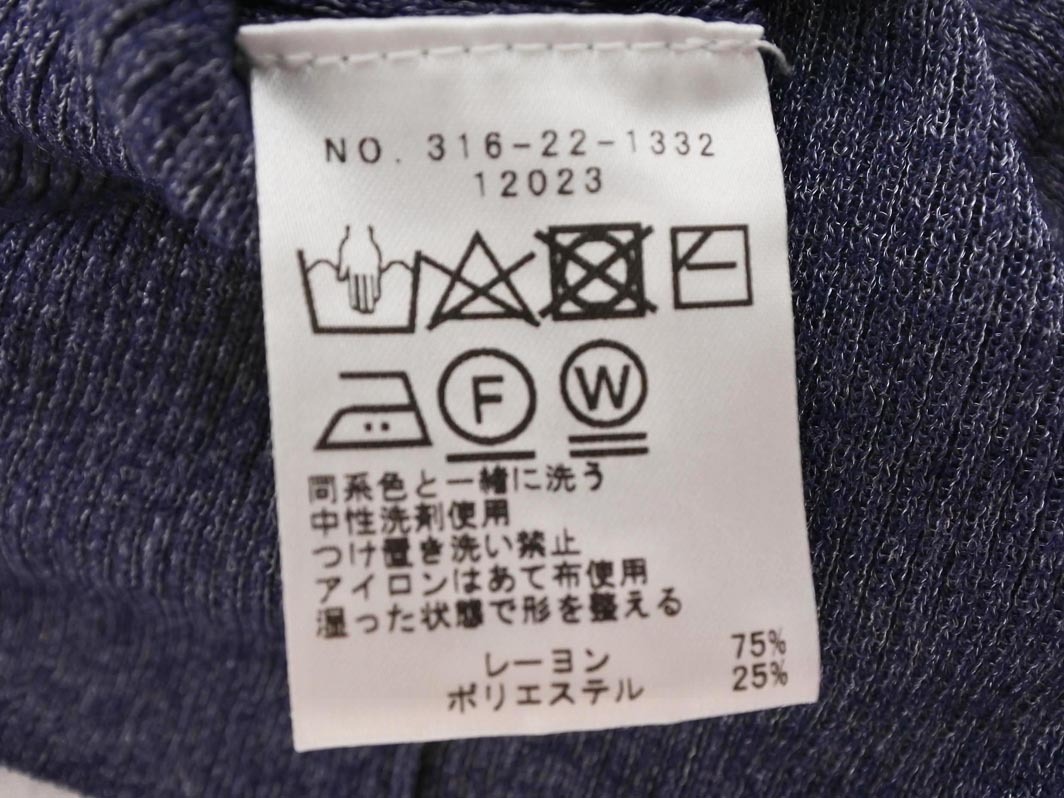 NO. 316-22-1332
12023
F W
同系色と一緒に洗う
中性洗剤使用
つけ置き洗い禁止
アイロンはあて布使用
湿った状態で形を整える
レーヨン 75%
ポリエステル 25%